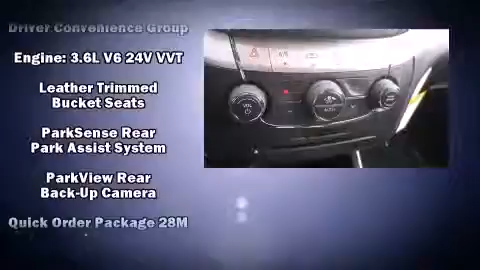 Driver Convenience Group
Engine: 3.6L V6 24V VVT
Leather Trimmed
Bucket Seats
ParkSense Rear
Park Assist System
ParkView Rear
Back-Up Camera
Quick Order Package 28M